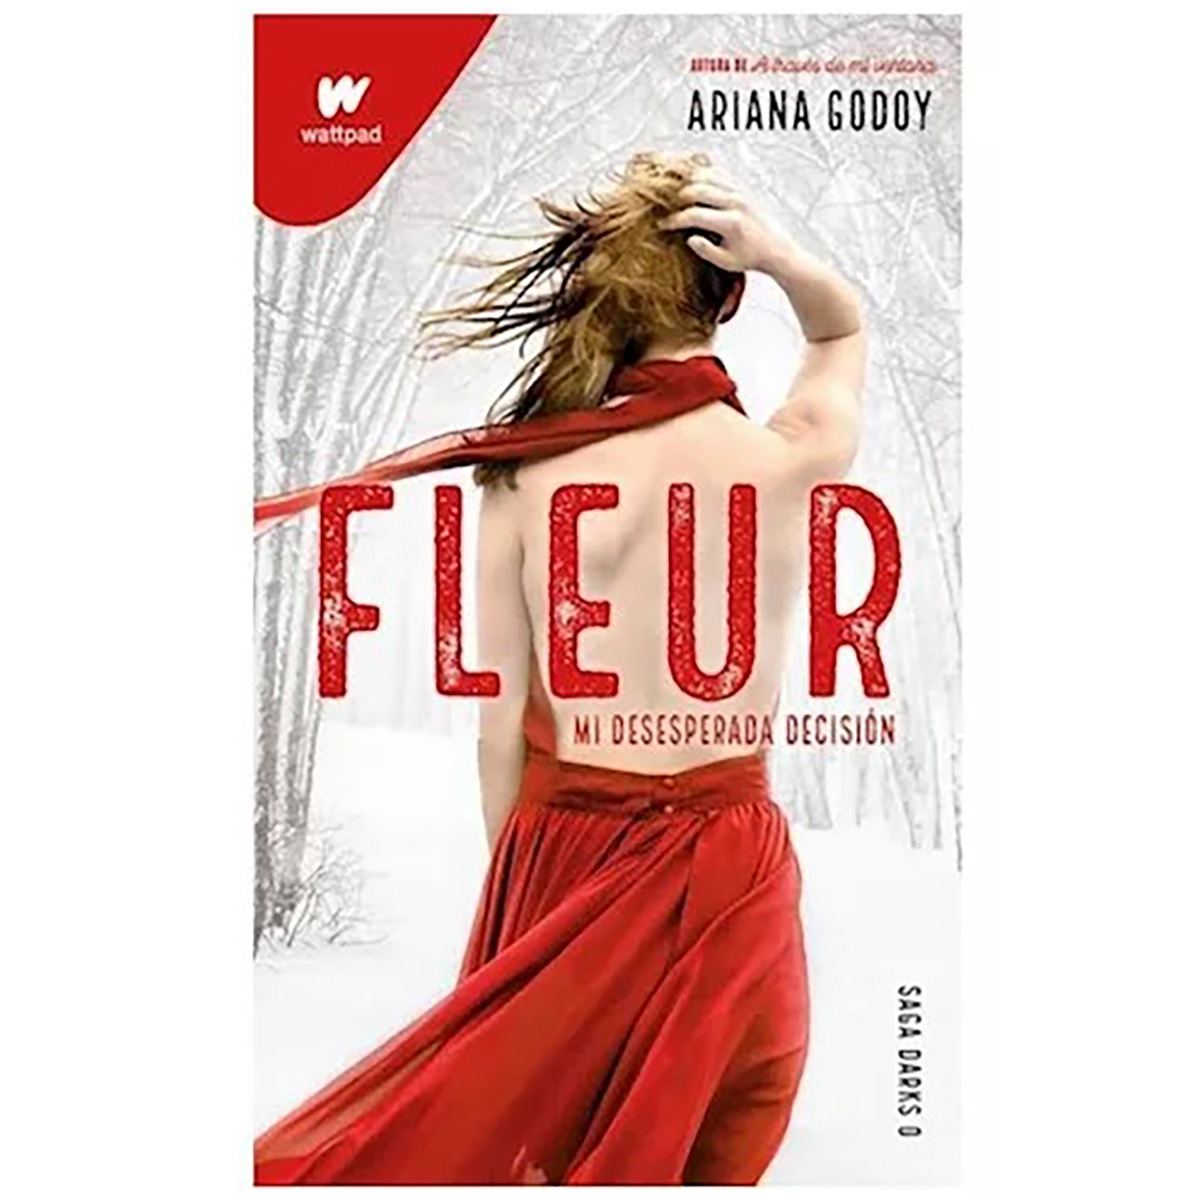 wattpad
AUTORA DE A través de mi ventana
ARIANA GODOY
FLEUR
MI DESESPERADA DECISIÓN
SAGA DARKS 0